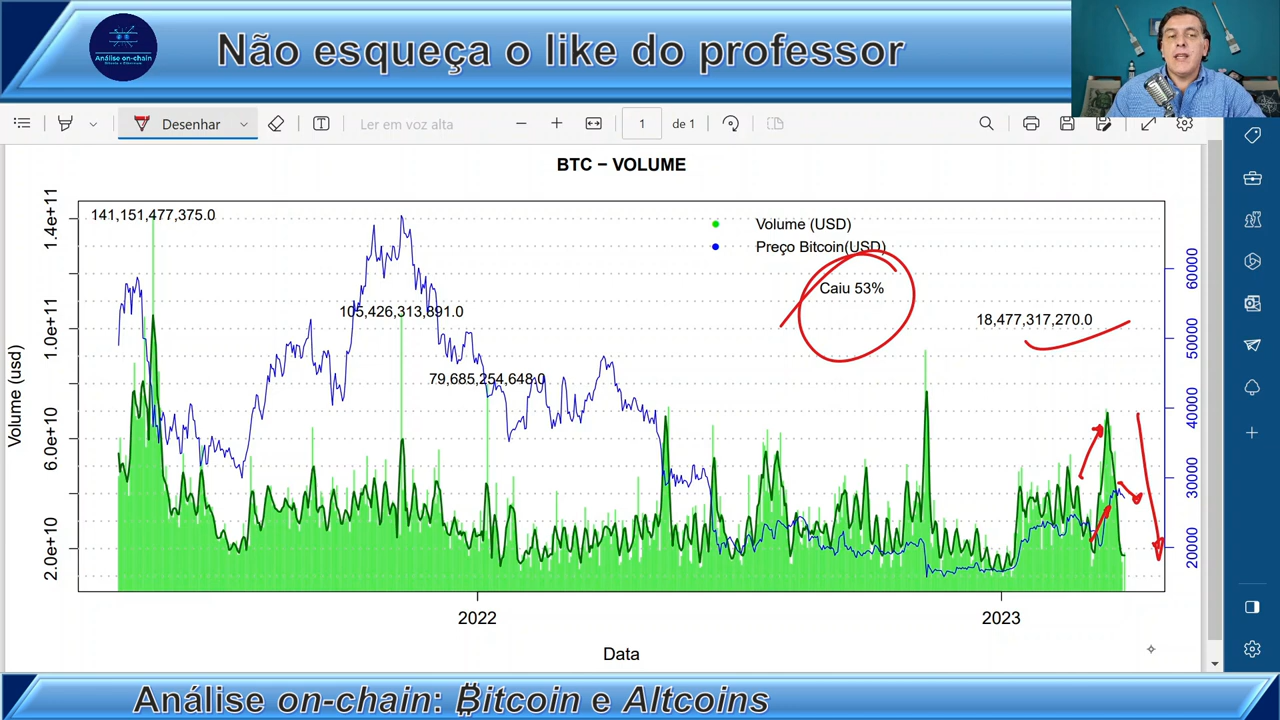 Análise on-chain
Não esqueça o like do professor
Desenhar
Ler em voz alta
1
de 1
BTC − VOLUME
141,151,477,375.0
Volume (USD)
Preço Bitcoin(USD)
Caiu 53%
105,426,313,891.0
18,477,317,270.0
79,685,254,648.0
Volume (usd)
1.4e+11
1.0e+11
6.0e+10
2.0e+10
60000
50000
40000
30000
20000
2022
2023
Data
Análise on-chain: ₿itcoin e Altcoins